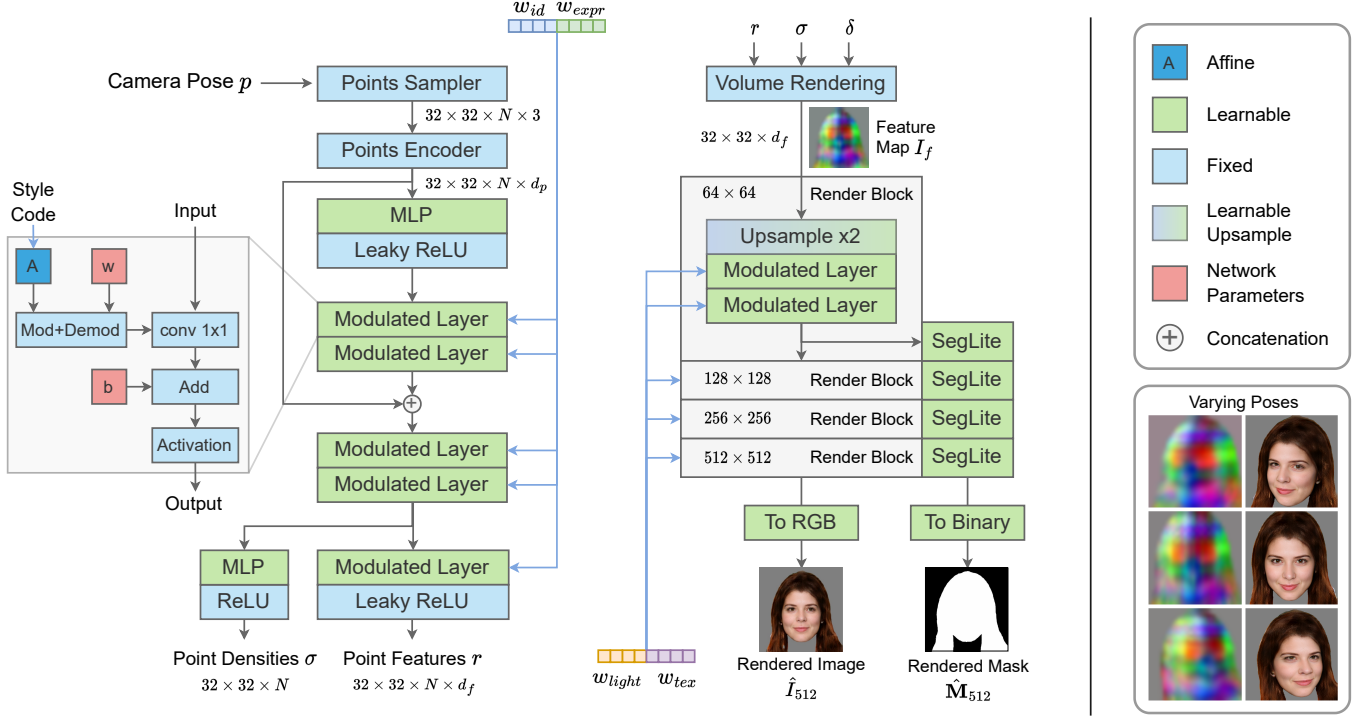 w_id w_expr
Camera Pose p
Points Sampler
32 × 32 × N × 3
Points Encoder
32 × 32 × N × d_p
MLP
Leaky ReLU
Modulated Layer
Modulated Layer
+
Modulated Layer
Modulated Layer
MLP
ReLU
Modulated Layer
Leaky ReLU
Point Densities σ
32 × 32 × N
Point Features r
32 × 32 × N × d_f
Style
Code
Input
A
w
Mod+Demod
conv 1x1
b
Add
Activation
Output
r σ δ
Volume Rendering
32 × 32 × d_f
Feature
Map I_f
64 × 64 Render Block
Upsample x2
Modulated Layer
Modulated Layer
SegLite
128 × 128 Render Block SegLite
256 × 256 Render Block SegLite
512 × 512 Render Block SegLite
To RGB
To Binary
w_light w_tex
Rendered Image
Î_512
Rendered Mask
M̂_512
A Affine
Learnable
Fixed
Learnable
Upsample
Network
Parameters
+ Concatenation
Varying Poses